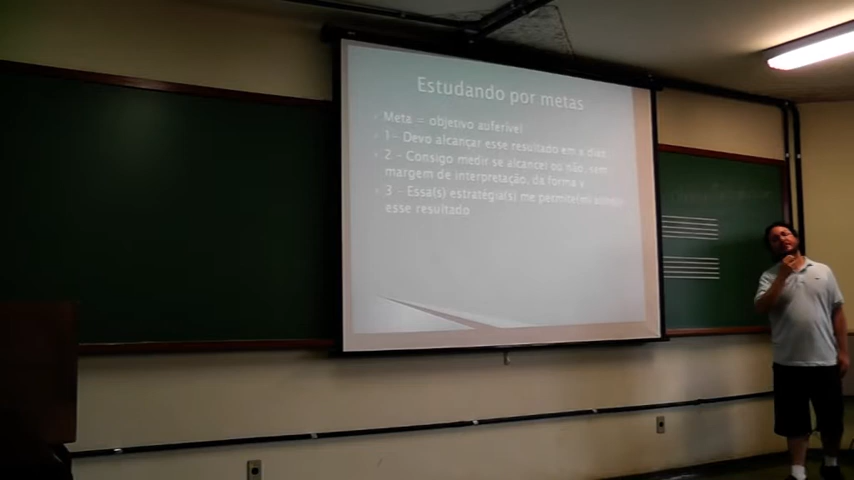 Estudando por metas
Meta = objetivo auferível
1- Devo alcançar esse resultado em n dias
2 - Consigo medir se alcancei ou não, sem
margem de interpretação, da forma y
3 - Essa(s) estratégia(s) me permite(m)
esse resultado